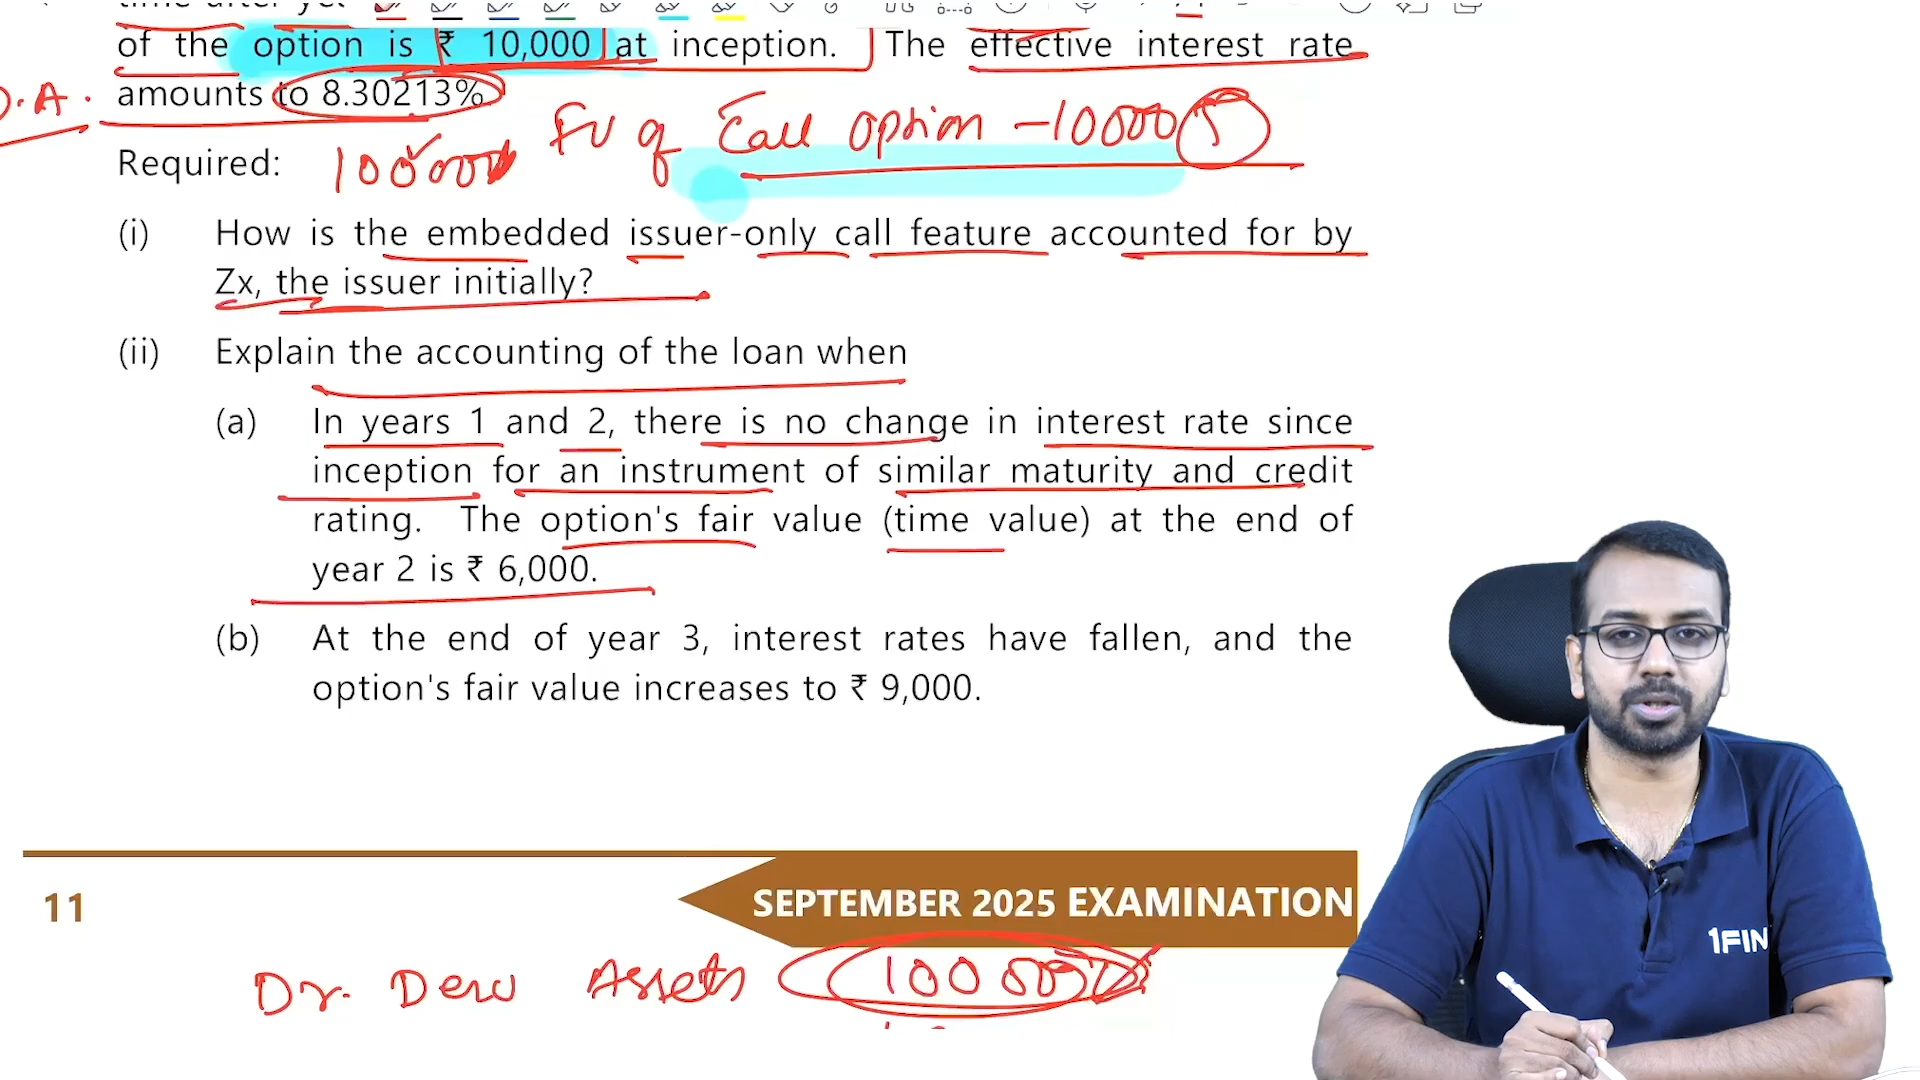 of the option is ₹ 10,000 at inception. The effective interest rate
D.A. amounts to 8.30213%
FV of Call option - 10000
Required: 100000
(i) How is the embedded issuer-only call feature accounted for by
Zx, the issuer initially?
(ii) Explain the accounting of the loan when
(a) In years 1 and 2, there is no change in interest rate since
inception for an instrument of similar maturity and credit
rating. The option's fair value (time value) at the end of
year 2 is ₹ 6,000.
(b) At the end of year 3, interest rates have fallen, and the
option's fair value increases to ₹ 9,000.
11
SEPTEMBER 2025 EXAMINATION
Dr. Derv Assets
1FIN